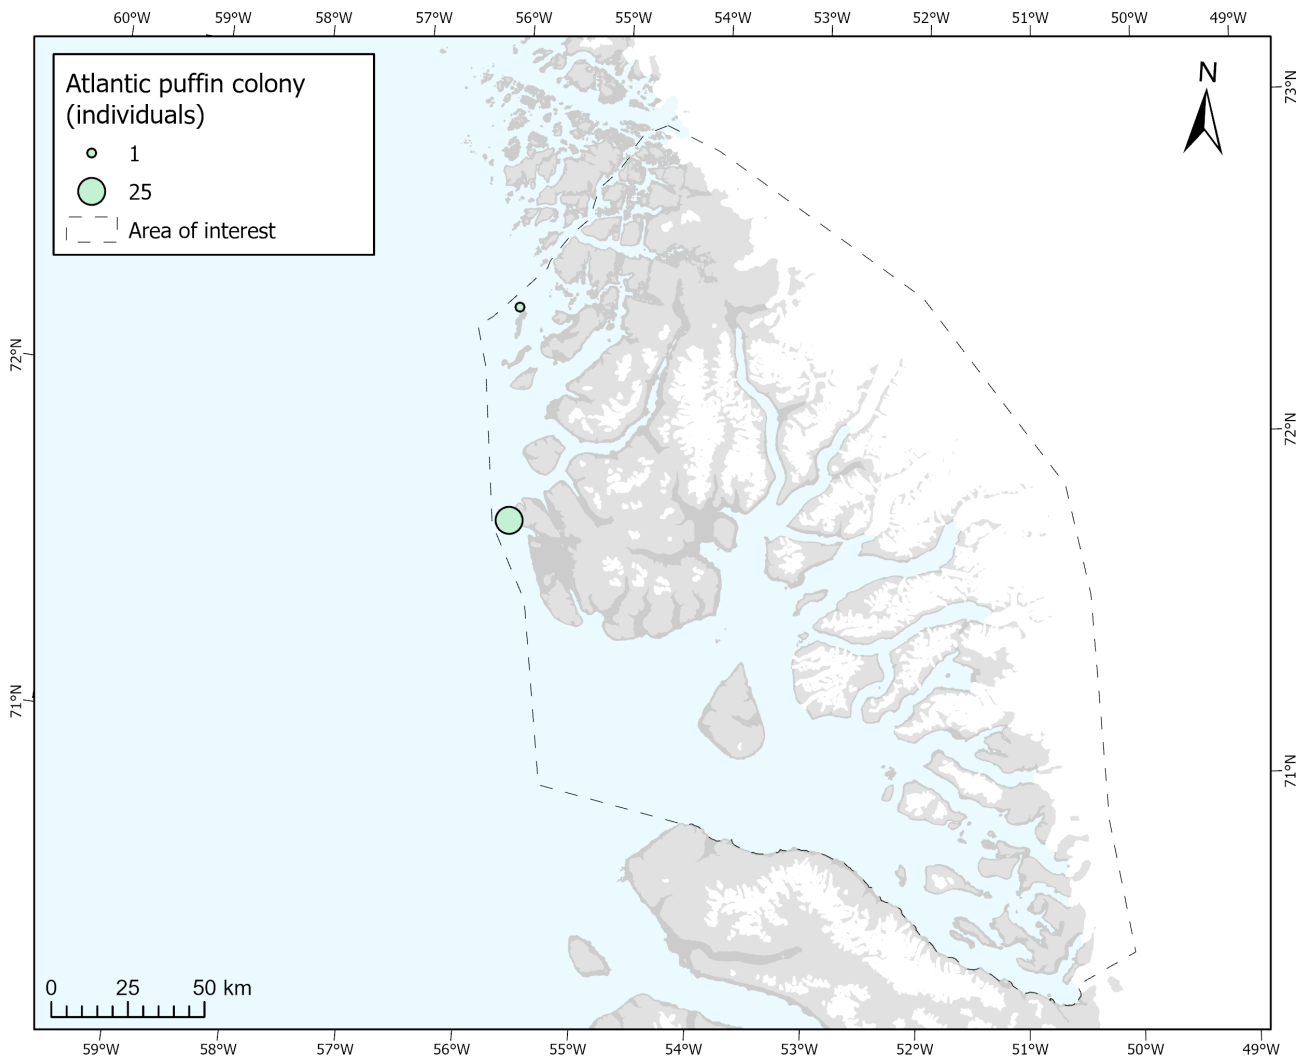 60°W 59°W 58°W 57°W 56°W 55°W 54°W 53°W 52°W 51°W 50°W 49°W
Atlantic puffin colony
(individuals)
1
25
Area of interest
N
73°N
72°N
72°N
71°N
71°N
0 25 50 km
59°W 58°W 57°W 56°W 55°W 54°W 53°W 52°W 51°W 50°W 49°W